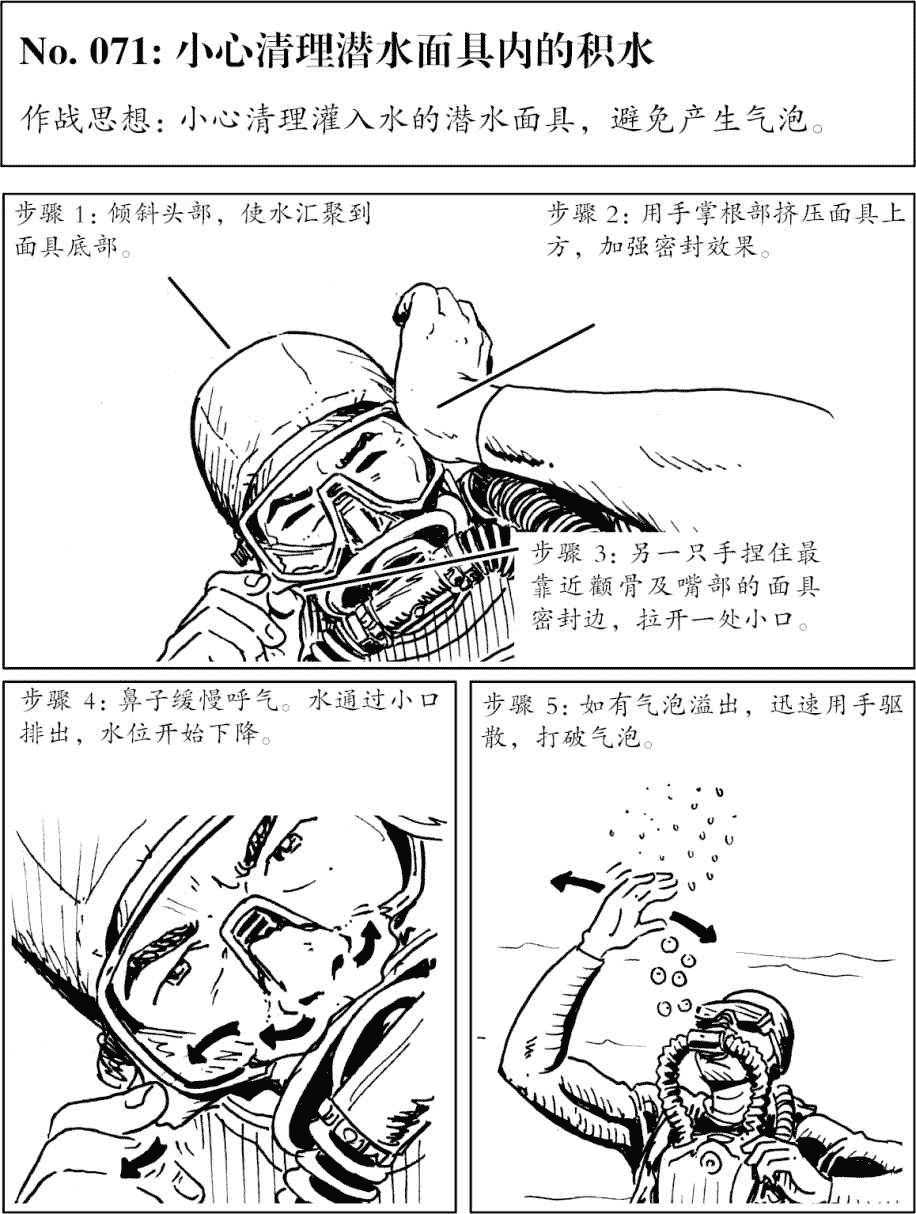 No. 071: 小心清理潜水面具内的积水
作战思想: 小心清理灌入水的潜水面具，避免产生气泡。
步骤 1: 倾斜头部，使水汇聚到
面具底部。
步骤 2: 用手掌根部挤压面具上
方，加强密封效果。
步骤 3: 另一只手捏住最
靠近颧骨及嘴部的面具
密封边，拉开一处小口。
步骤 4: 鼻子缓慢呼气。水通过小口
排出，水位开始下降。
步骤 5: 如有气泡溢出，迅速用手驱
散，打破气泡。